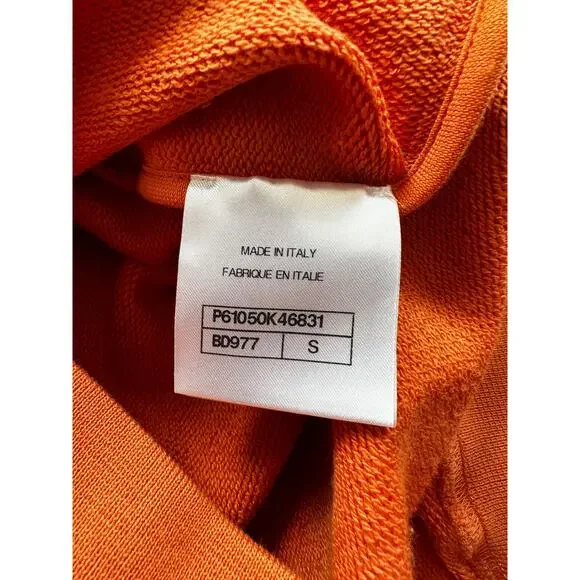 MADE IN ITALY
FABRIQUE EN ITALIE
P61050K46831
BD977 S